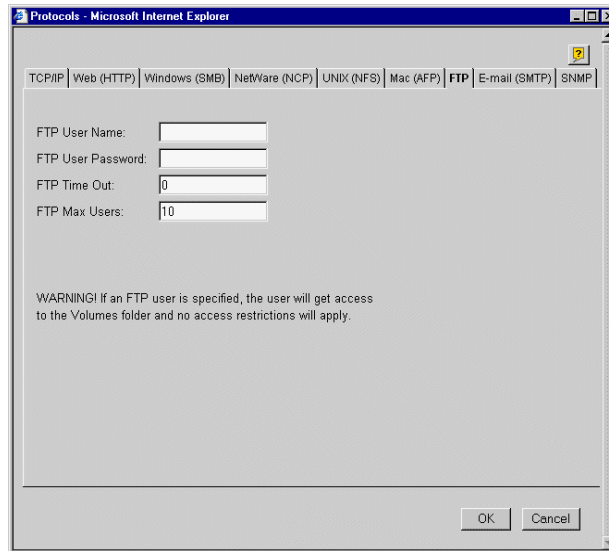 Protocols - Microsoft Internet Explorer
TCP/IP Web (HTTP) Windows (SMB) NetWare (NCP) UNIX (NFS) Mac (AFP) FTP E-mail (SMTP) SNMP
FTP User Name:
FTP User Password:
FTP Time Out: 0
FTP Max Users: 10
WARNING! If an FTP user is specified, the user will get access
to the Volumes folder and no access restrictions will apply.
OK Cancel